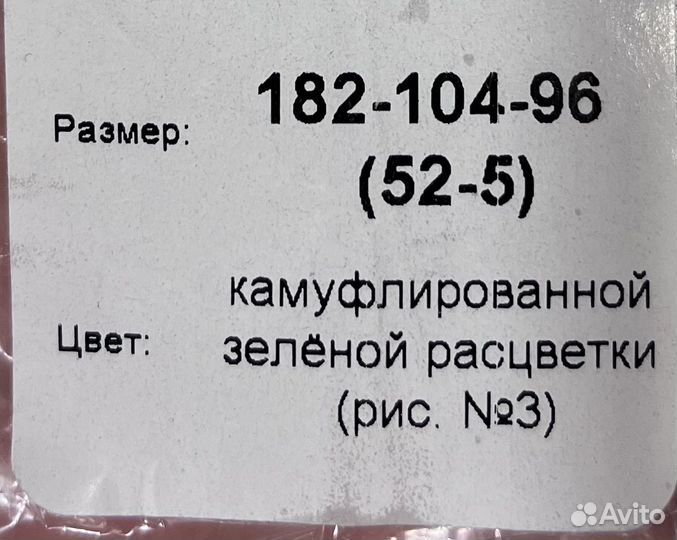 Размер: 182-104-96
(52-5)
Цвет: камуфлированной
зелёной расцветки
(рис. №3)
Avito